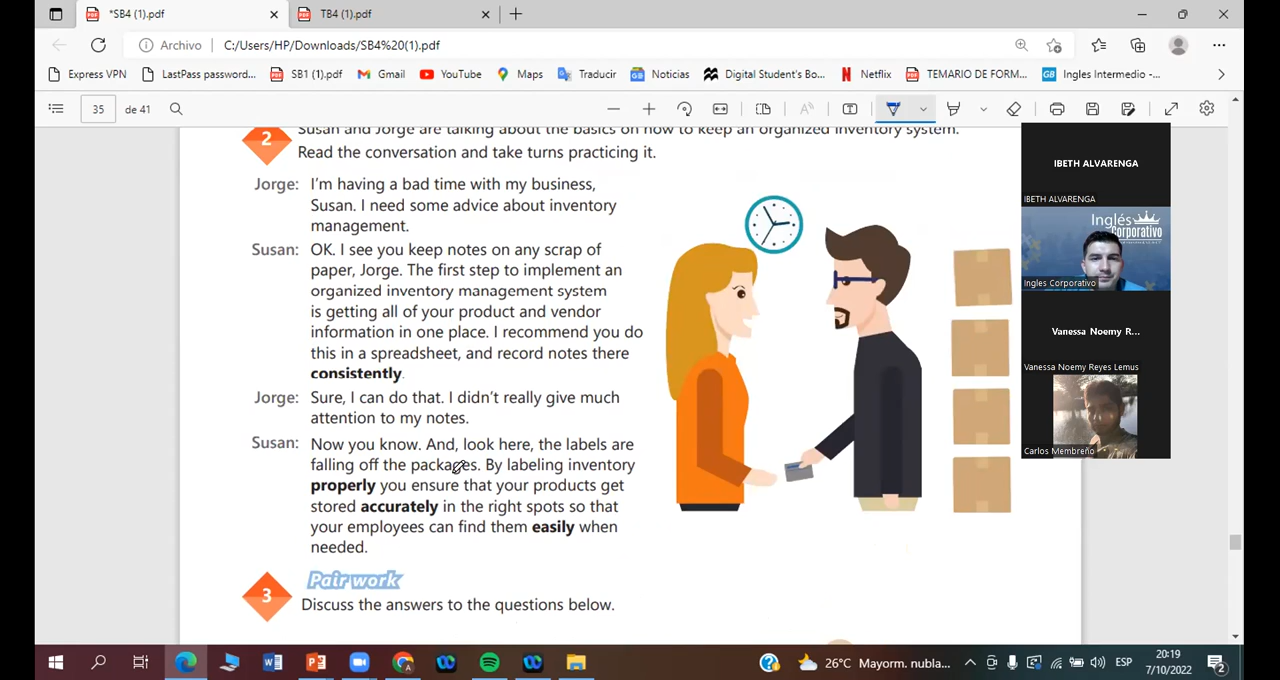 *SB4 (1).pdf
TB4 (1).pdf
Archivo
C:/Users/HP/Downloads/SB4%20(1).pdf
Express VPN
LastPass password...
SB1 (1).pdf
Gmail
YouTube
Maps
Traducir
Noticias
Digital Student's Bo...
Netflix
TEMARIO DE FORM...
Ingles Intermedio -...
35
de 41
2
Susan and Jorge are talking about the basics on how to keep an organized inventory system.
Read the conversation and take turns practicing it.
Jorge: I'm having a bad time with my business,
Susan. I need some advice about inventory
management.
Susan: OK. I see you keep notes on any scrap of
paper, Jorge. The first step to implement an
organized inventory management system
is getting all of your product and vendor
information in one place. I recommend you do
this in a spreadsheet, and record notes there
consistently.
Jorge: Sure, I can do that. I didn't really give much
attention to my notes.
Susan: Now you know. And, look here, the labels are
falling off the packages. By labeling inventory
properly you ensure that your products get
stored accurately in the right spots so that
your employees can find them easily when
needed.
3
Pair work
Discuss the answers to the questions below.
IBETH ALVARENGA
IBETH ALVARENGA
Inglés
Corporativo
Ingles Corporativo
Vanessa Noemy R...
Vanessa Noemy Reyes Lemus
Carlos Membreño
26°C Mayorm. nubla...
ESP
20:19
7/10/2022
2